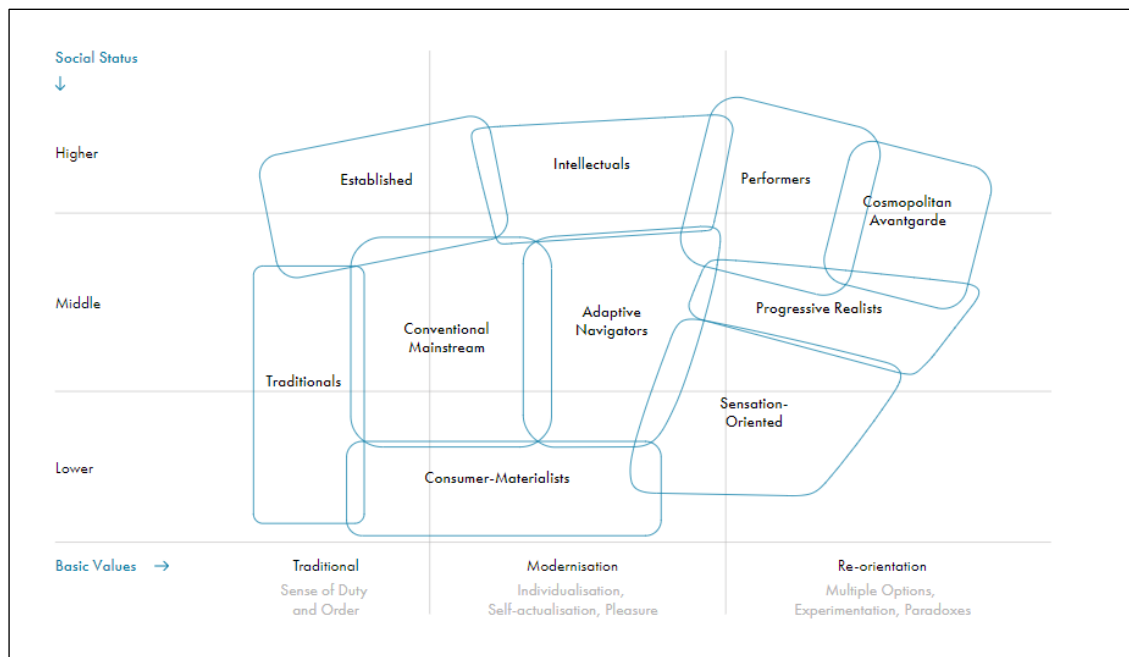 Social Status
↓
Higher
Established
Intellectuals
Performers
Cosmopolitan
Avantgarde
Middle
Conventional
Mainstream
Adaptive
Navigators
Progressive Realists
Traditionals
Sensation-
Oriented
Lower
Consumer-Materialists
Basic Values →
Traditional
Sense of Duty
and Order
Modernisation
Individualisation,
Self-actualisation, Pleasure
Re-orientation
Multiple Options,
Experimentation, Paradoxes